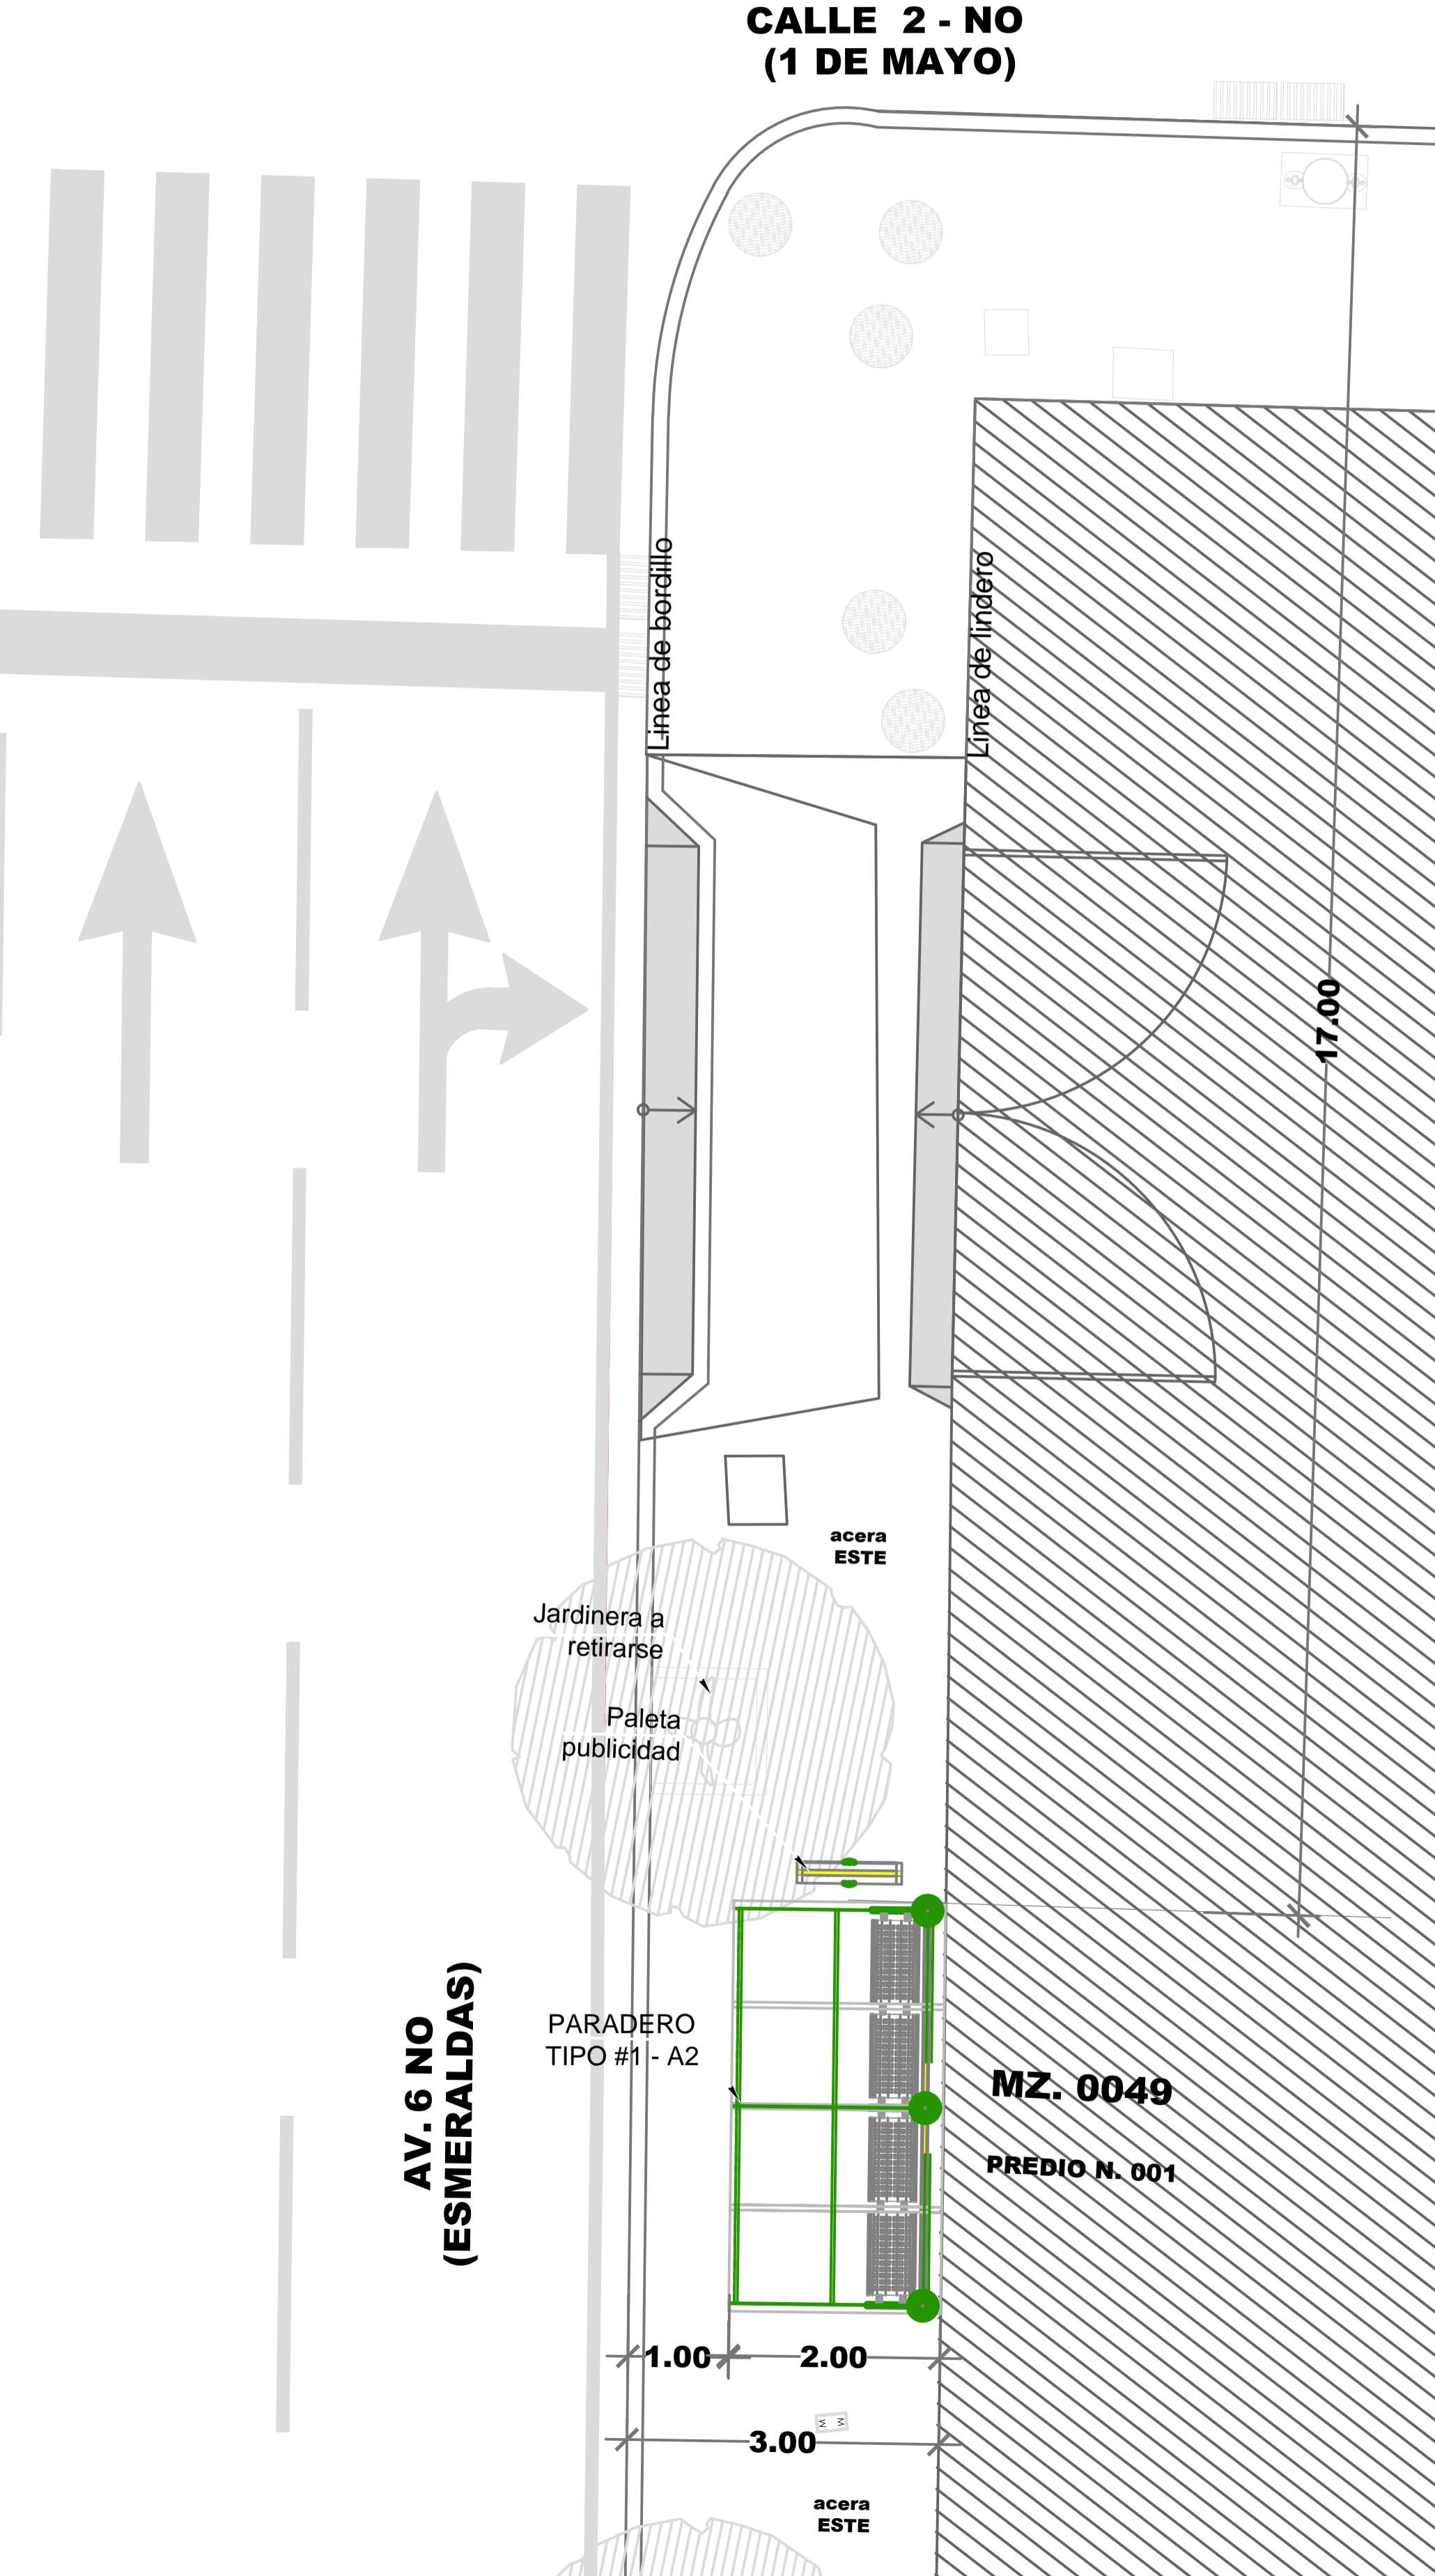 CALLE 2 - NO
(1 DE MAYO)
Linea de bordillo
Linea de lindero
17.00
acera
ESTE
Jardinera a
retirarse
Paleta
publicidad
PARADERO
TIPO #1 - A2
AV. 6 NO
(ESMERALDAS)
MZ. 0049
PREDIO N. 001
1.00
2.00
M
W
3.00
acera
ESTE